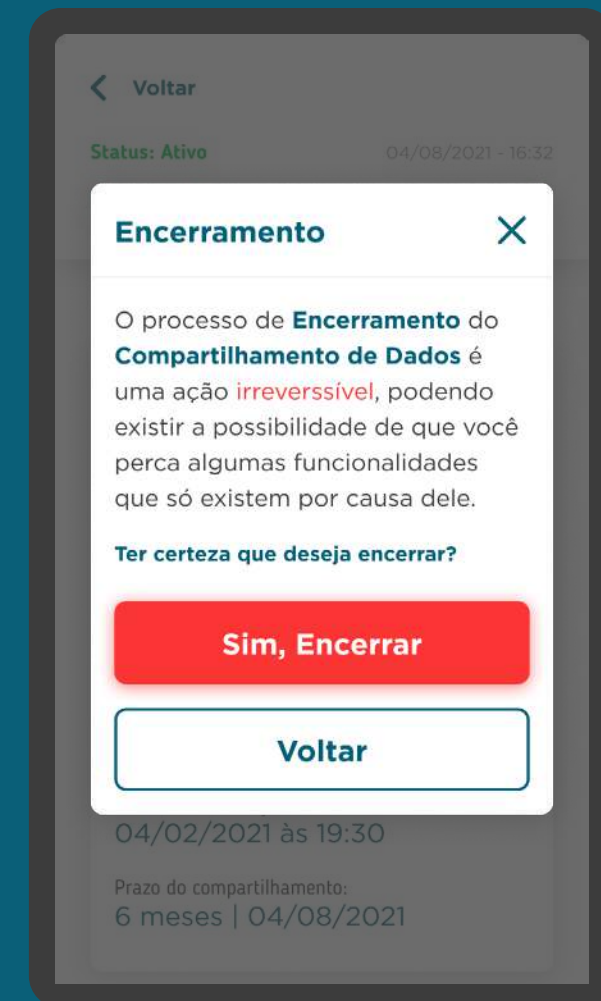 Voltar
Status: Ativo 04/08/2021 - 16:32
Encerramento
O processo de Encerramento do
Compartilhamento de Dados é
uma ação irreverssível, podendo
existir a possibilidade de que você
perca algumas funcionalidades
que só existem por causa dele.
Ter certeza que deseja encerrar?
Sim, Encerrar
Voltar
04/02/2021 às 19:30
Prazo do compartilhamento:
6 meses | 04/08/2021